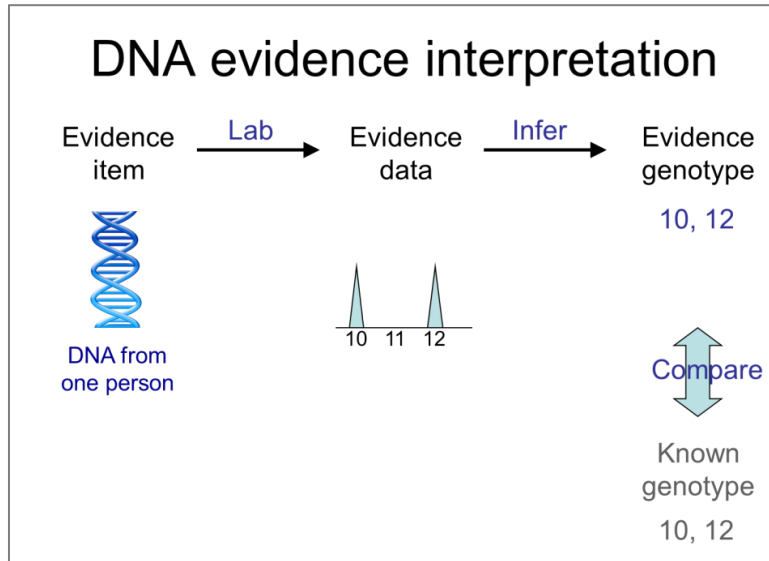 DNA evidence interpretation
Evidence item
Lab
Evidence data
Infer
Evidence genotype
10, 12
DNA from one person
10 11 12
Compare
Known genotype
10, 12